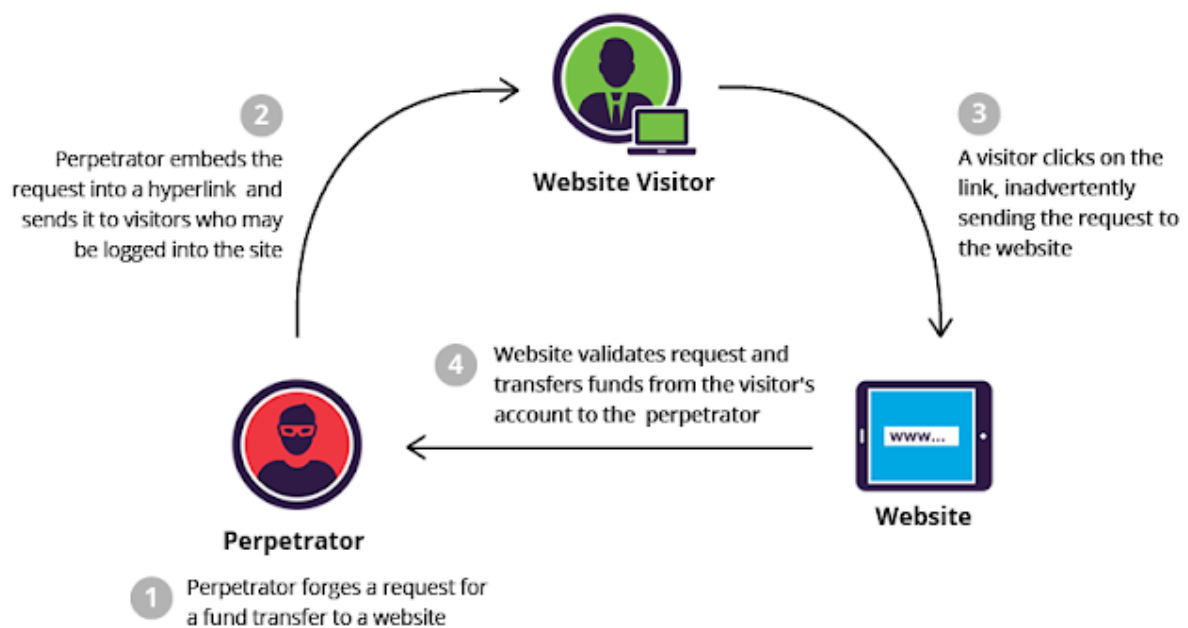 2
Perpetrator embeds the
request into a hyperlink and
sends it to visitors who may
be logged into the site
Website Visitor
3
A visitor clicks on the
link, inadvertently
sending the request to
the website
4
Website validates request and
transfers funds from the visitor's
account to the perpetrator
www...
Website
Perpetrator
1
Perpetrator forges a request for
a fund transfer to a website